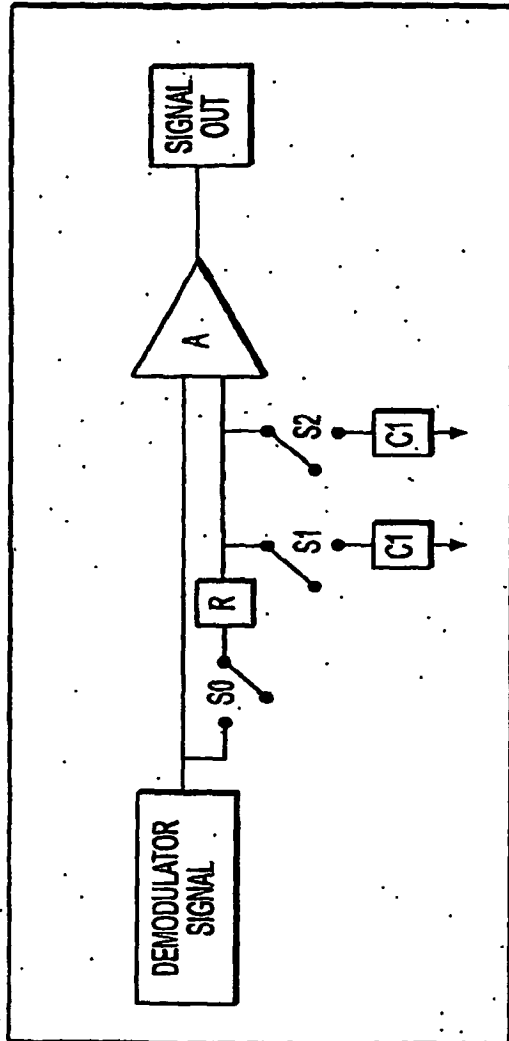 DEMODULATOR
SIGNAL
S0
R
S1
C1
S2
C1
A
SIGNAL
OUT